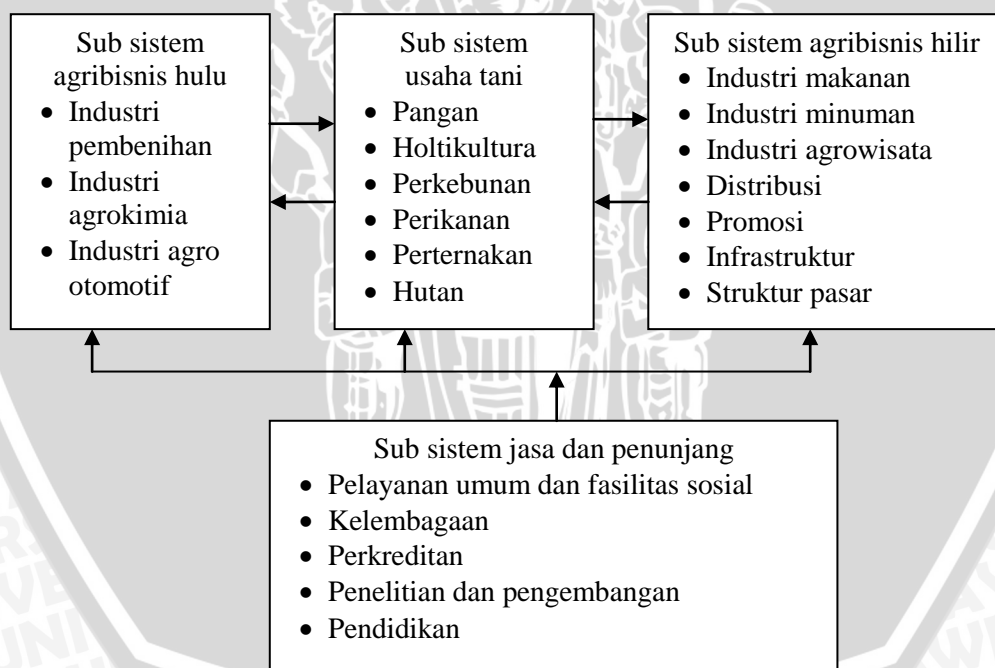 Sub sistem
agribisnis hulu
• Industri
pembenihan
• Industri
agrokimia
• Industri agro
otomotif
Sub sistem
usaha tani
• Pangan
• Holtikultura
• Perkebunan
• Perikanan
• Perternakan
• Hutan
Sub sistem agribisnis hilir
• Industri makanan
• Industri minuman
• Industri agrowisata
• Distribusi
• Promosi
• Infrastruktur
• Struktur pasar
Sub sistem jasa dan penunjang
• Pelayanan umum dan fasilitas sosial
• Kelembagaan
• Perkreditan
• Penelitian dan pengembangan
• Pendidikan